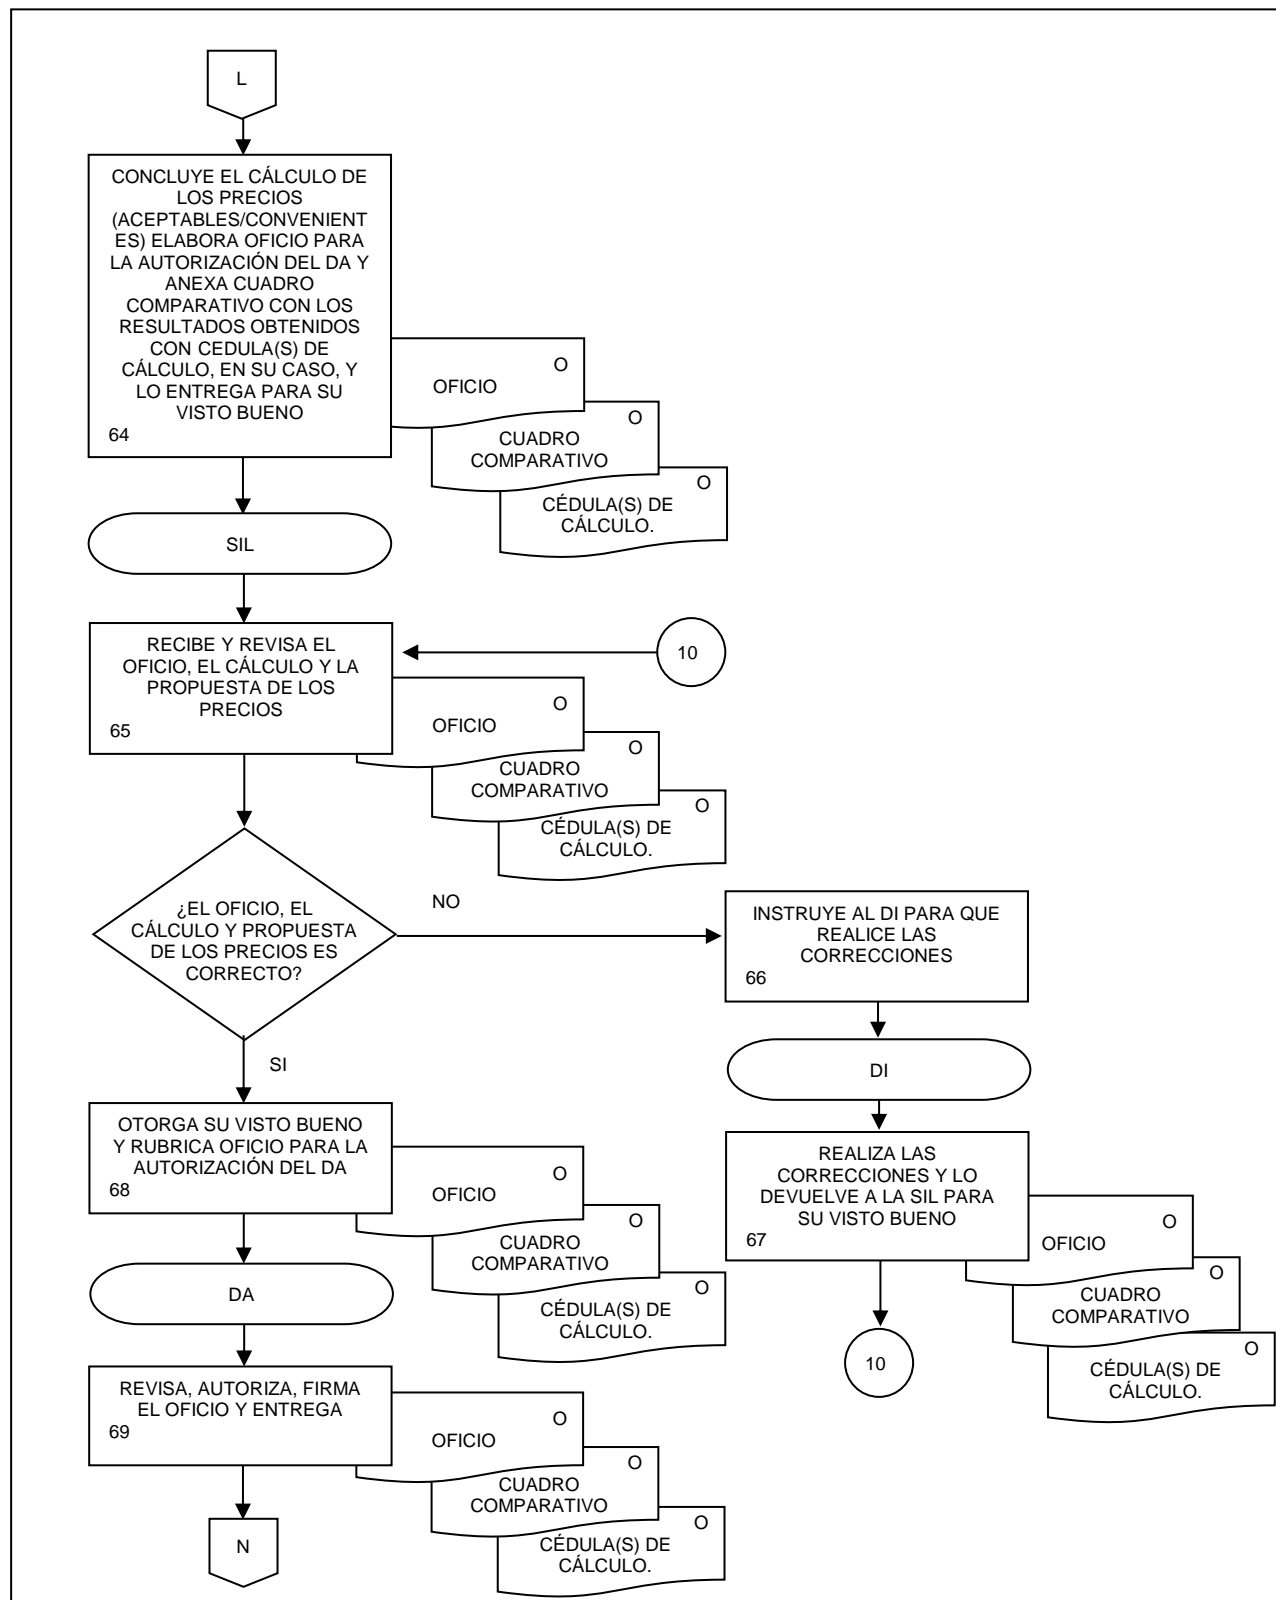 L
CONCLUYE EL CÁLCULO DE
LOS PRECIOS
(ACEPTABLES/CONVENIENT
ES) ELABORA OFICIO PARA
LA AUTORIZACIÓN DEL DA Y
ANEXA CUADRO
COMPARATIVO CON LOS
RESULTADOS OBTENIDOS
CON CEDULA(S) DE
CÁLCULO, EN SU CASO, Y
LO ENTREGA PARA SU
VISTO BUENO
64
O
OFICIO
O
CUADRO
COMPARATIVO
O
CÉDULA(S) DE
CÁLCULO.
SIL
RECIBE Y REVISA EL
OFICIO, EL CÁLCULO Y LA
PROPUESTA DE LOS
PRECIOS
65
10
O
OFICIO
O
CUADRO
COMPARATIVO
O
CÉDULA(S) DE
CÁLCULO.
¿EL OFICIO, EL
CÁLCULO Y PROPUESTA
DE LOS PRECIOS ES
CORRECTO?
NO
INSTRUYE AL DI PARA QUE
REALICE LAS
CORRECCIONES
66
DI
REALIZA LAS
CORRECCIONES Y LO
DEVUELVE A LA SIL PARA
SU VISTO BUENO
67
O
OFICIO
O
CUADRO
COMPARATIVO
O
CÉDULA(S) DE
CÁLCULO.
10
SI
OTORGA SU VISTO BUENO
Y RUBRICA OFICIO PARA LA
AUTORIZACIÓN DEL DA
68
O
OFICIO
O
CUADRO
COMPARATIVO
O
CÉDULA(S) DE
CÁLCULO.
DA
REVISA, AUTORIZA, FIRMA
EL OFICIO Y ENTREGA
69
O
OFICIO
O
CUADRO
COMPARATIVO
O
CÉDULA(S) DE
CÁLCULO.
N